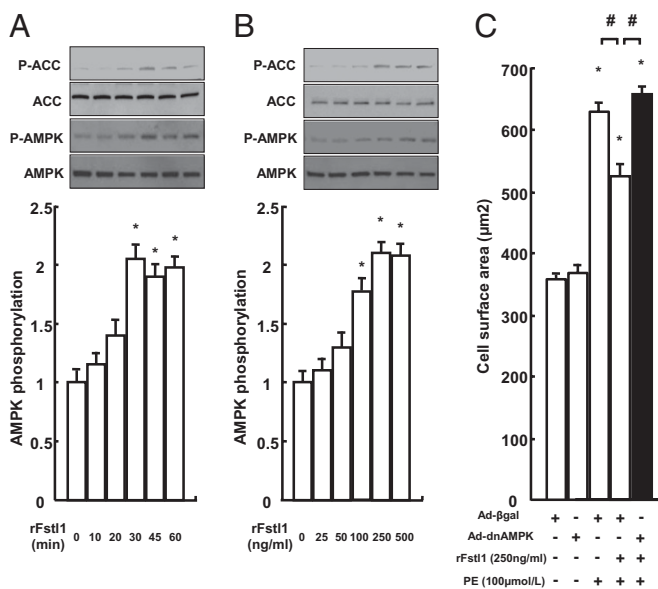 A
P-ACC
ACC
P-AMPK
AMPK
AMPK phosphorylation
2.5
2
1.5
1
0.5
0
* * *
rFstl1
(min)
0 10 20 30 45 60
B
P-ACC
ACC
P-AMPK
AMPK
AMPK phosphorylation
2.5
2
1.5
1
0.5
0
* * *
rFstl1
(ng/ml)
0 25 50 100 250 500
C
# #
* * *
Cell surface area (μm2)
700
600
500
400
300
200
100
0
Ad-βgal + - + + -
Ad-dnAMPK - + - - +
rFstl1 (250ng/ml) - - - + +
PE (100μmol/L) - - + + +